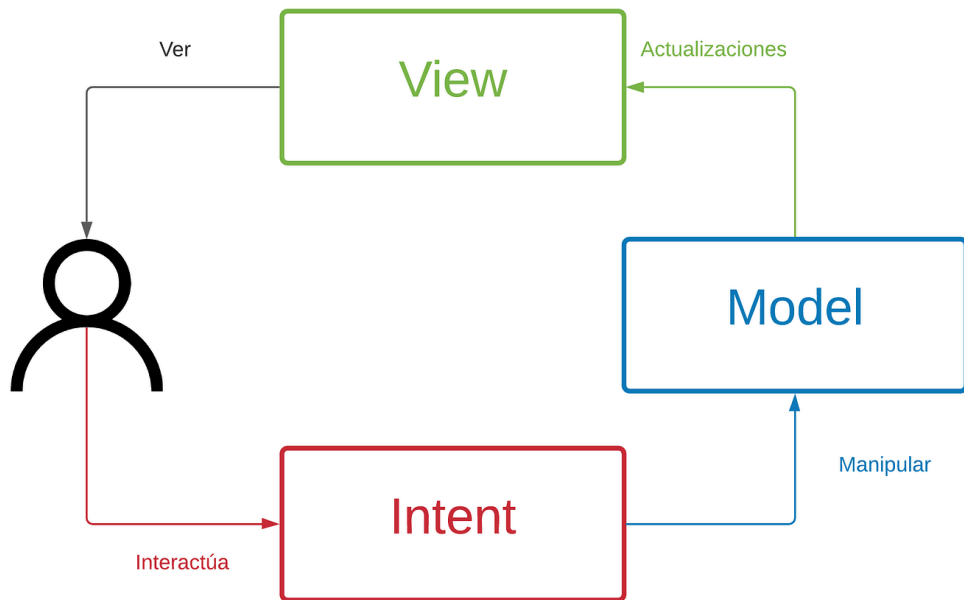 Ver
View
Actualizaciones
Model
Manipular
Intent
Interactúa